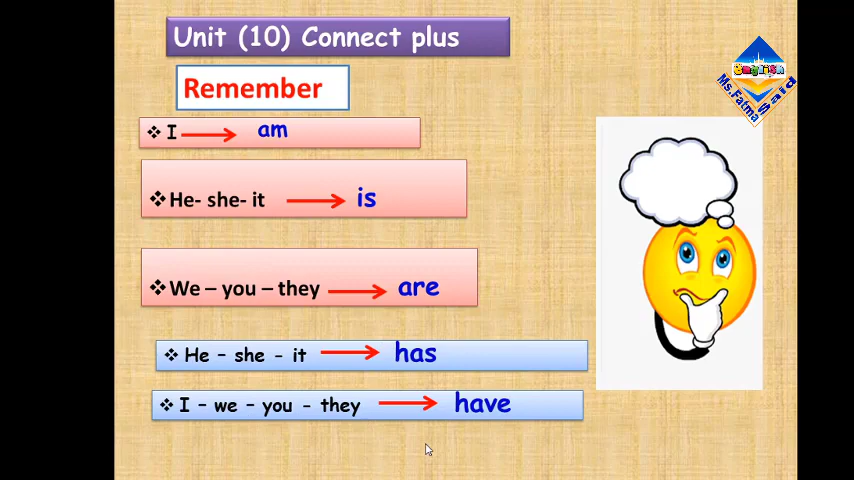 Unit (10) Connect plus
Remember
❖ I → am
❖ He- she- it → is
❖ We – you – they → are
❖ He – she - it → has
❖ I – we – you - they → have
English
Ms.Fatma Said